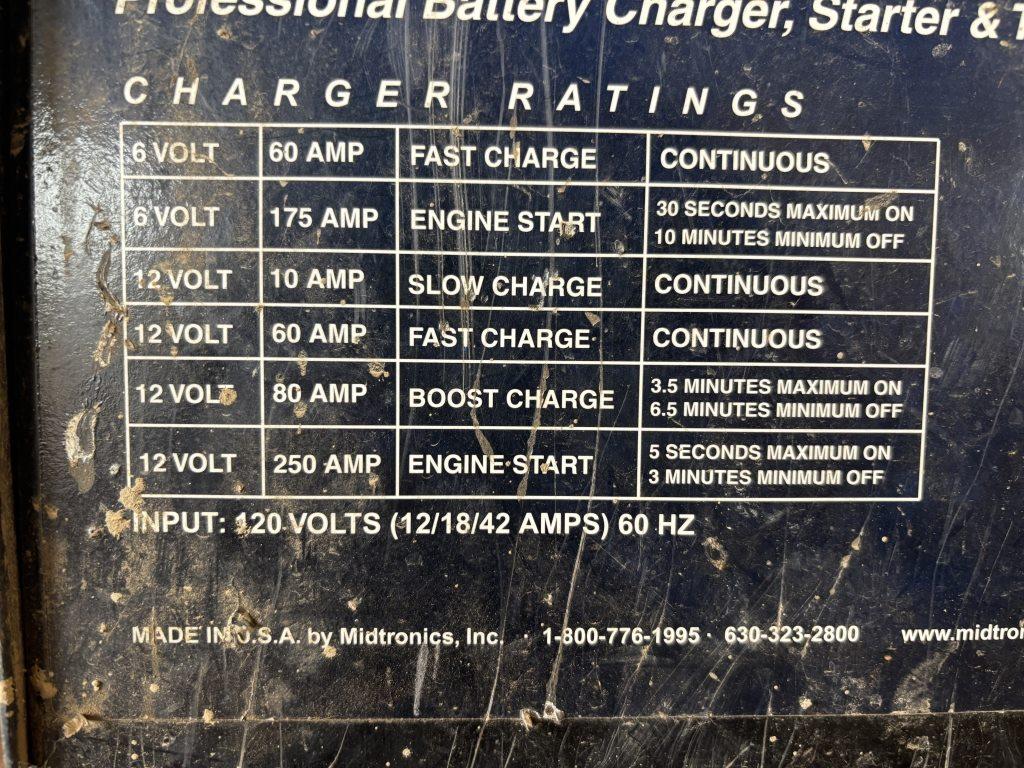 Professional Battery Charger, Starter &
CHARGER RATINGS
6 VOLT 60 AMP FAST CHARGE CONTINUOUS
6 VOLT 175 AMP ENGINE START 30 SECONDS MAXIMUM ON
10 MINUTES MINIMUM OFF
12 VOLT 10 AMP SLOW CHARGE CONTINUOUS
12 VOLT 60 AMP FAST CHARGE CONTINUOUS
12 VOLT 80 AMP BOOST CHARGE 3.5 MINUTES MAXIMUM ON
6.5 MINUTES MINIMUM OFF
12 VOLT 250 AMP ENGINE START 5 SECONDS MAXIMUM ON
3 MINUTES MINIMUM OFF
INPUT: 120 VOLTS (12/18/42 AMPS) 60 HZ
MADE IN U.S.A. by Midtronics, Inc. · 1-800-776-1995 · 630-323-2800